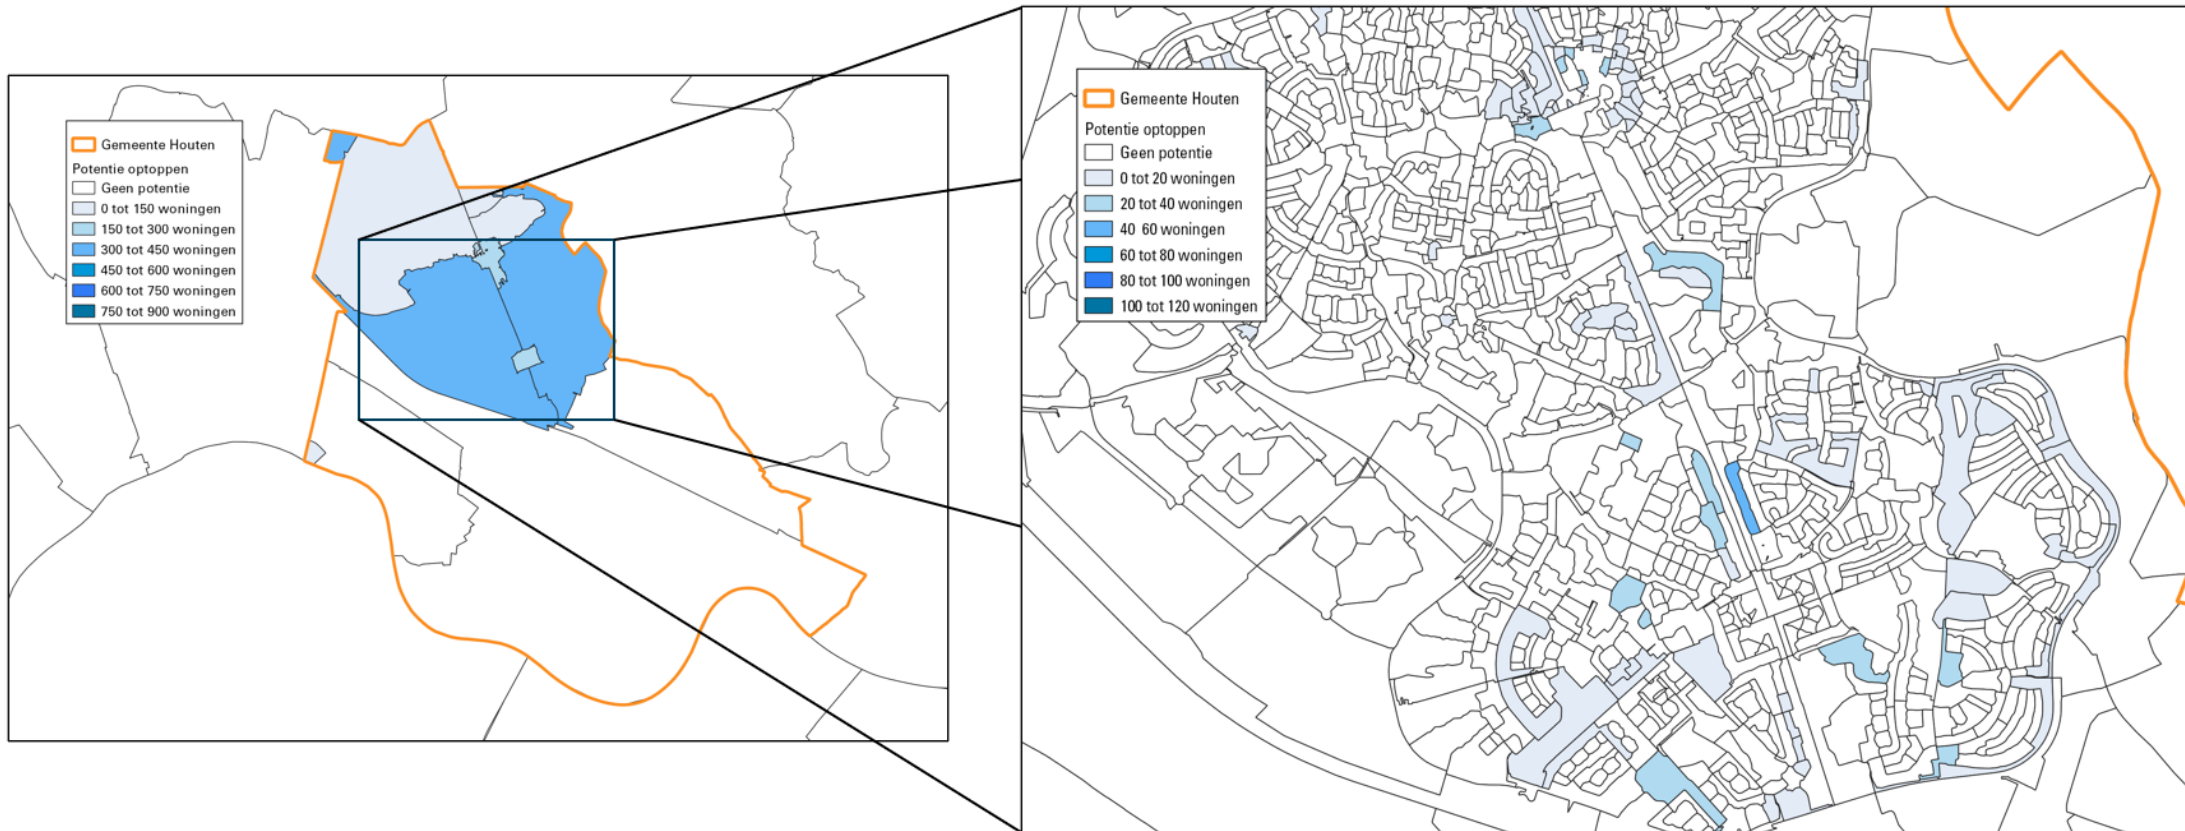 Gemeente Houten
Potentie optoppen
Geen potentie
0 tot 150 woningen
150 tot 300 woningen
300 tot 450 woningen
450 tot 600 woningen
600 tot 750 woningen
750 tot 900 woningen
Gemeente Houten
Potentie optoppen
Geen potentie
0 tot 20 woningen
20 tot 40 woningen
40 60 woningen
60 tot 80 woningen
80 tot 100 woningen
100 tot 120 woningen